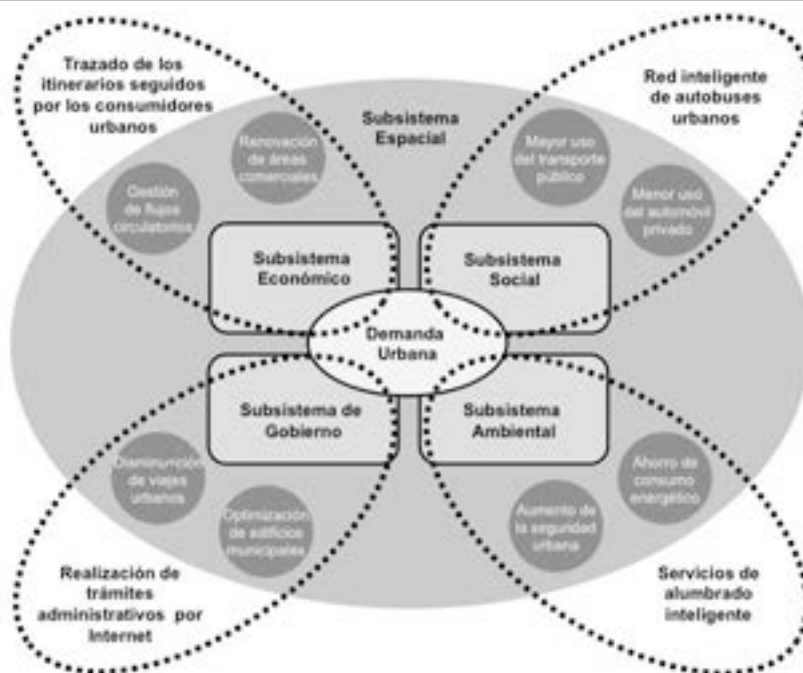 Trazado de los
itinerarios seguidos
por los consumidores
urbanos
Subsistema
Espacial
Red inteligente
de autobuses
urbanos
Renovación
de áreas
comerciales
Gestión
de flujos
circulatorios
Mayor uso
del transporte
público
Menor uso
del automóvil
privado
Subsistema
Económico
Subsistema
Social
Demanda
Urbana
Subsistema de
Gobierno
Subsistema
Ambiental
Disminución
de viajes
urbanos
Optimización
de edificios
municipales
Aumento de
la seguridad
urbana
Ahorro de
consumo
energético
Realización de
trámites
administrativos por
Internet
Servicios de
alumbrado
inteligente